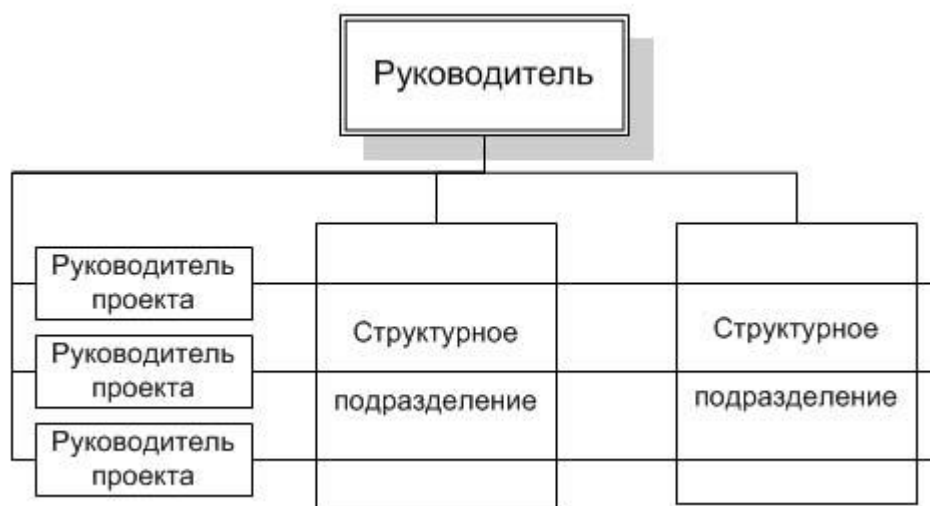 Руководитель
Руководитель
проекта
Руководитель
проекта
Руководитель
проекта
Структурное
подразделение
Структурное
подразделение